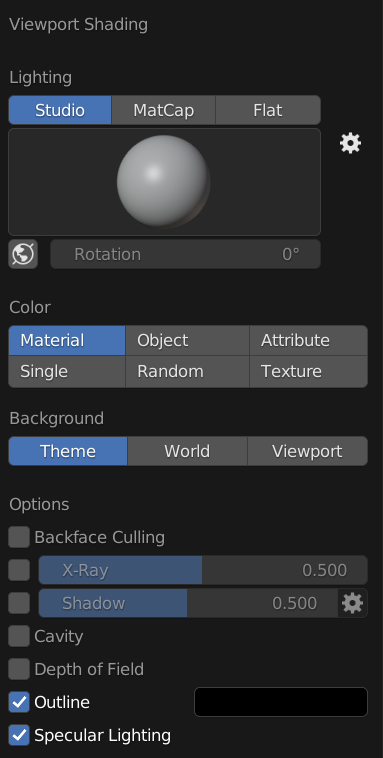 Viewport Shading
Lighting
Studio MatCap Flat
Rotation 0°
Color
Material Object Attribute
Single Random Texture
Background
Theme World Viewport
Options
Backface Culling
X-Ray 0.500
Shadow 0.500
Cavity
Depth of Field
Outline
Specular Lighting